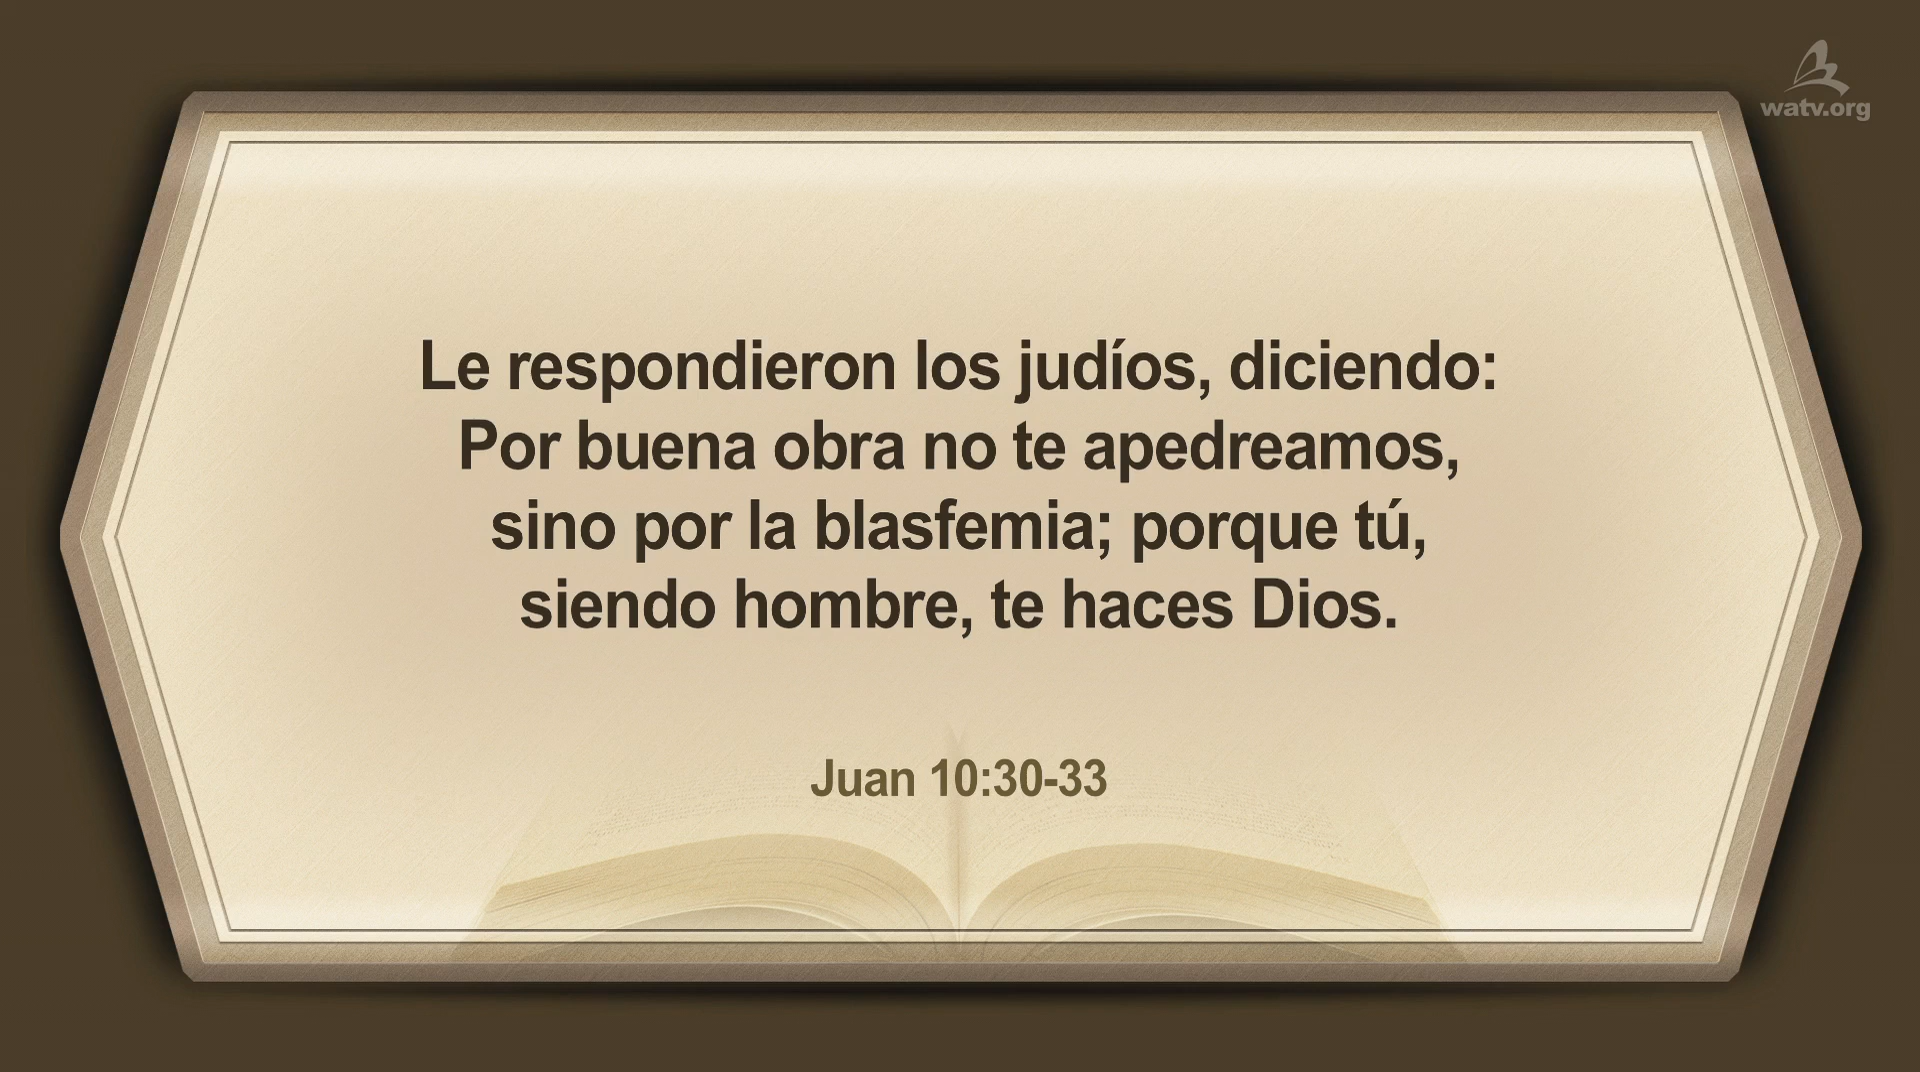 watv.org
Le respondieron los judíos, diciendo:
Por buena obra no te apedreamos,
sino por la blasfemia; porque tú,
siendo hombre, te haces Dios.
Juan 10:30-33